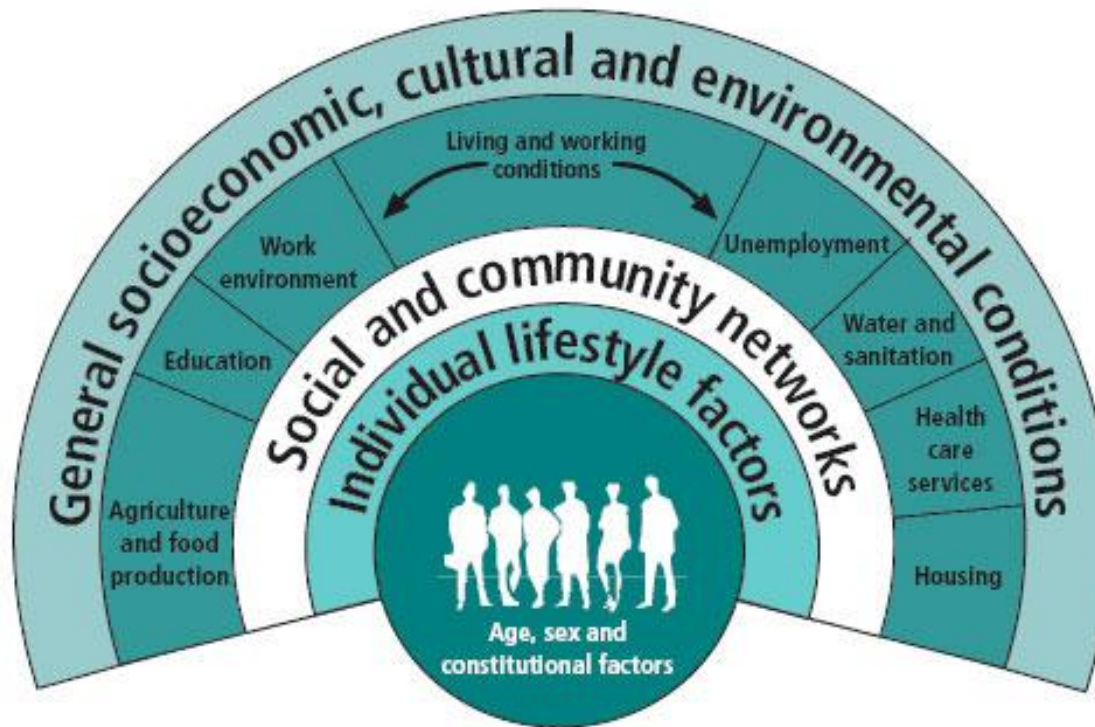 General socioeconomic, cultural and environmental conditions
Living and working
conditions
Agriculture
and food
production
Education
Work
environment
Unemployment
Water and
sanitation
Health
care
services
Housing
Social and community networks
Individual lifestyle factors
Age, sex and
constitutional factors